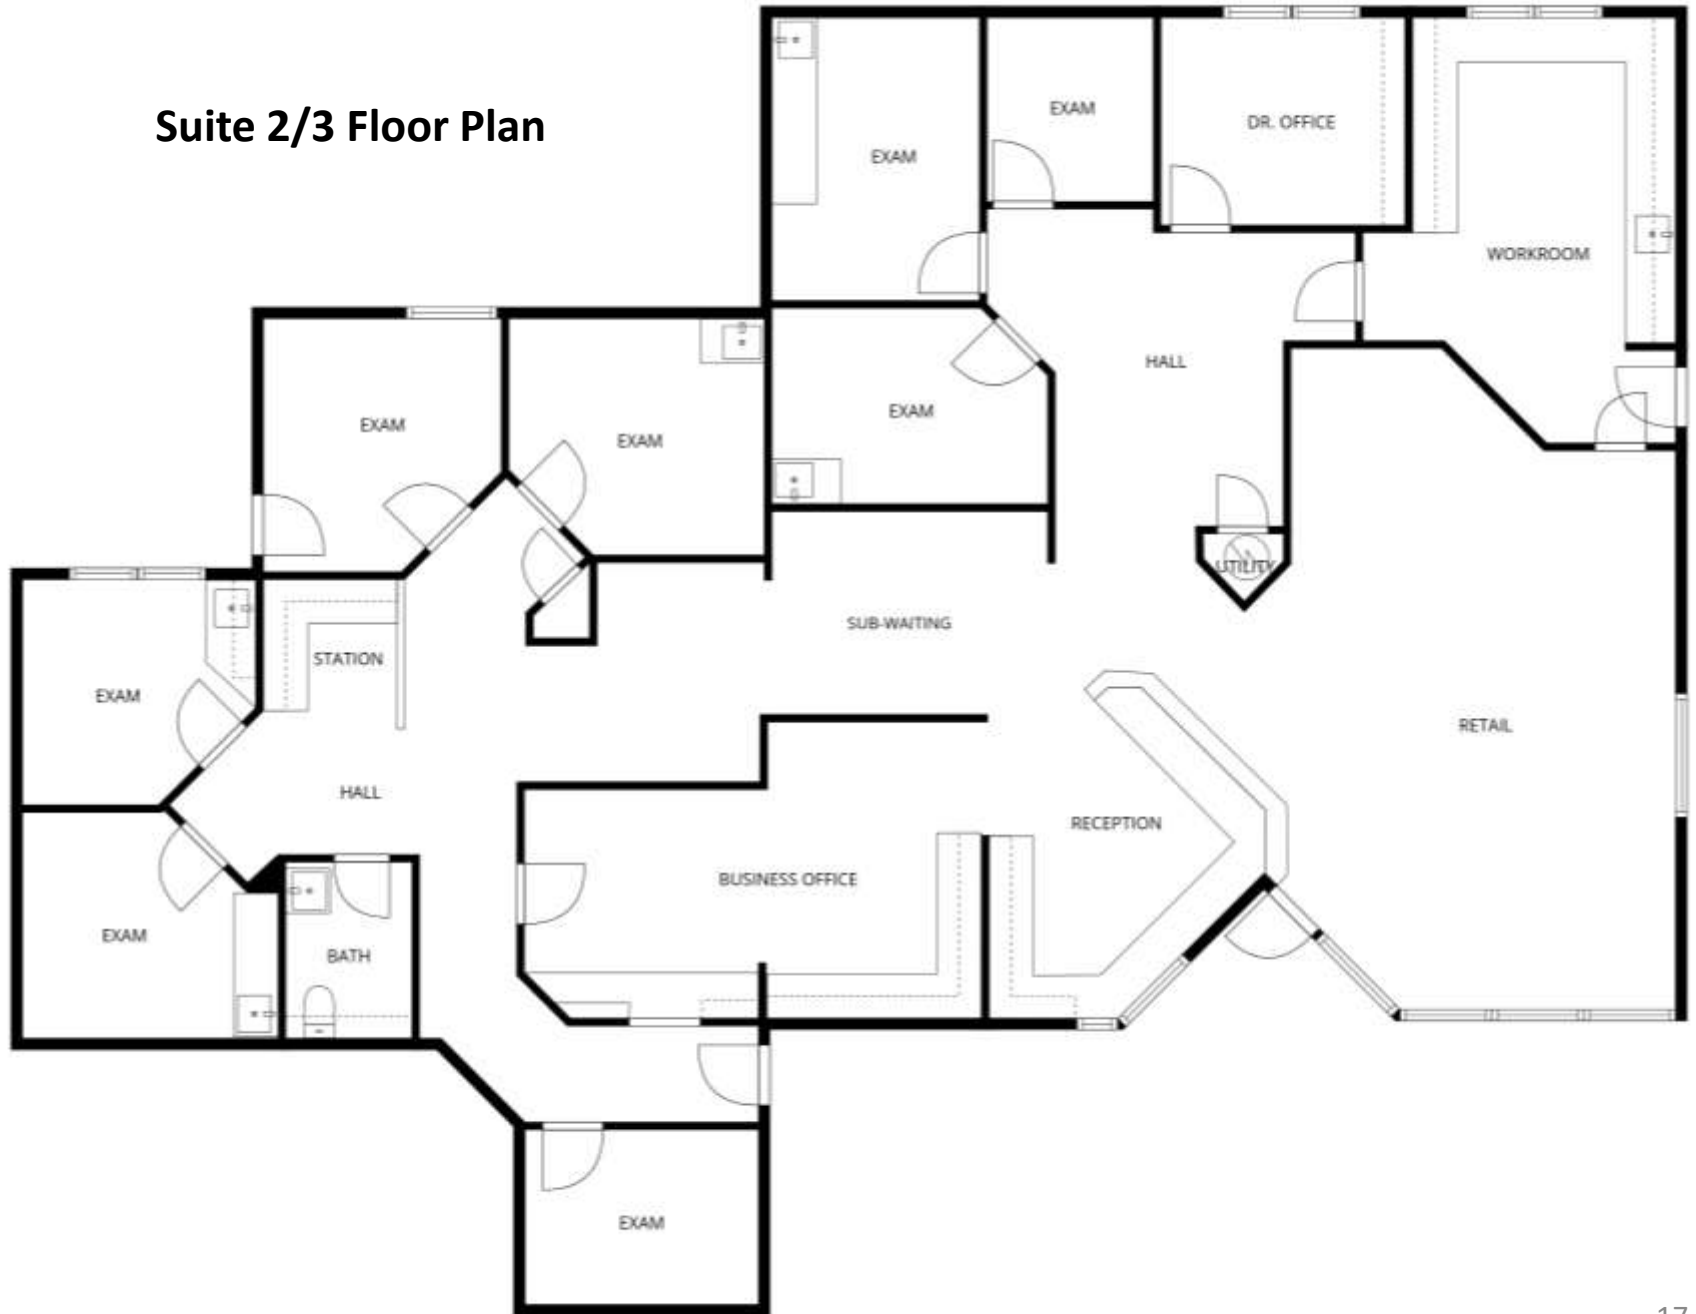 Suite 2/3 Floor Plan
EXAM
EXAM
DR. OFFICE
WORKROOM
EXAM
HALL
EXAM
EXAM
UTILITY
SUB-WAITING
STATION
EXAM
RETAIL
HALL
RECEPTION
BUSINESS OFFICE
EXAM
BATH
EXAM
17